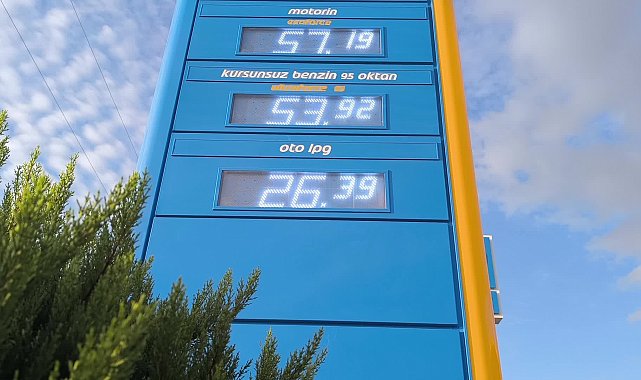 motorin
57.19
kurşunsuz benzin 95 oktan
53.92
oto lpg
26.39